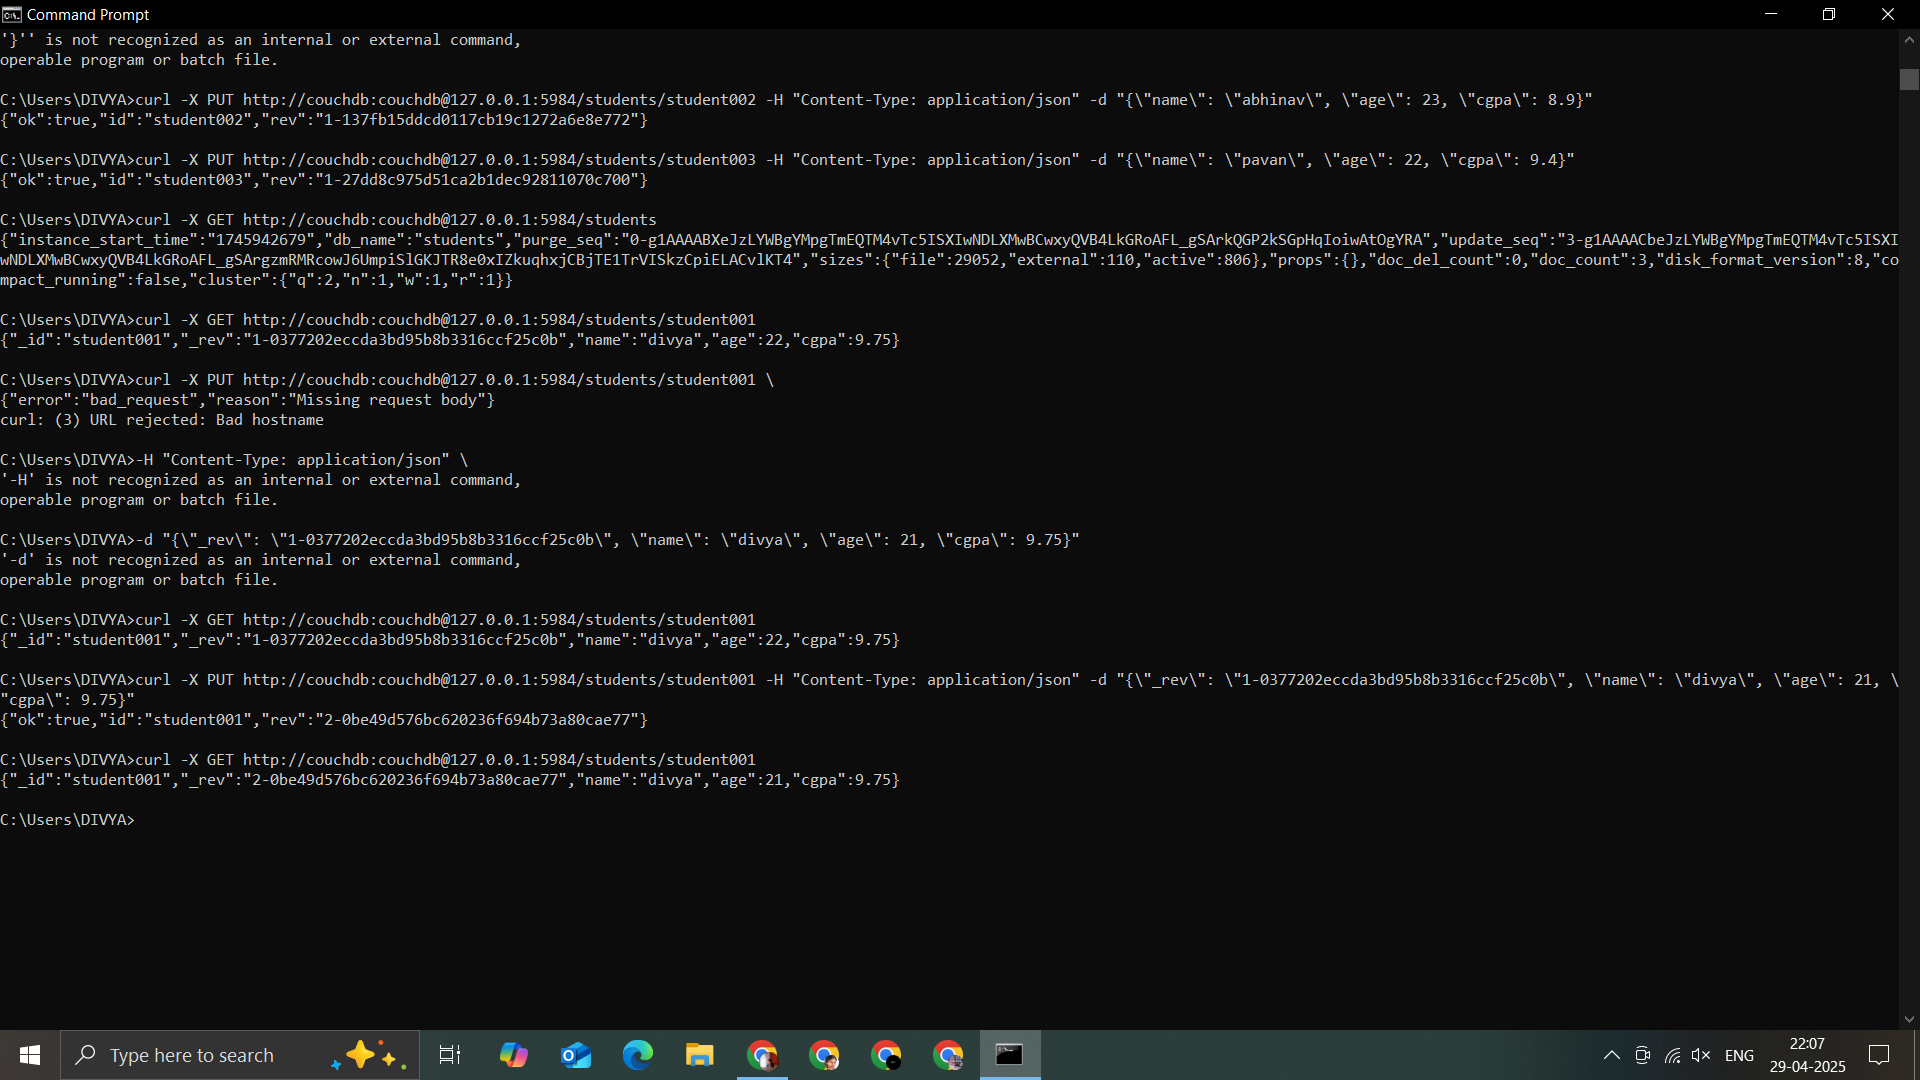 Command Prompt
'}'' is not recognized as an internal or external command,
operable program or batch file.
C:\Users\DIVYA>curl -X PUT http://couchdb:couchdb@127.0.0.1:5984/students/student002 -H "Content-Type: application/json" -d "{\"name\": \"abhinav\", \"age\": 23, \"cgpa\": 8.9}"
{"ok":true,"id":"student002","rev":"1-137fb15ddcd0117cb19c1272a6e8e772"}
C:\Users\DIVYA>curl -X PUT http://couchdb:couchdb@127.0.0.1:5984/students/student003 -H "Content-Type: application/json" -d "{\"name\": \"pavan\", \"age\": 22, \"cgpa\": 9.4}"
{"ok":true,"id":"student003","rev":"1-27dd8c975d51ca2b1dec92811070c700"}
C:\Users\DIVYA>curl -X GET http://couchdb:couchdb@127.0.0.1:5984/students
{"instance_start_time":"1745942679","db_name":"students","purge_seq":"0-g1AAAABXeJzLYWBgYMpgTmEQTM4vTc5ISXIwNDLXMwBCwxyQVB4LkGRoAFL_gSArkQGP2kSGpHqIoiwAtOgYRA","update_seq":"3-g1AAAACbeJzLYWBgYMpgTmEQTM4vTc5ISXI
wNDLXMwBCwxyQVB4LkGRoAFL_gSArgzmRMRcowJ6UmpiSlGKJTR8e0xIZkuqhxjCBjTE1TrVISkzCpiELACvlKT4","sizes":{"file":29052,"external":110,"active":806},"props":{},"doc_del_count":0,"doc_count":3,"disk_format_version":8,"co
mpact_running":false,"cluster":{"q":2,"n":1,"w":1,"r":1}}
C:\Users\DIVYA>curl -X GET http://couchdb:couchdb@127.0.0.1:5984/students/student001
{"_id":"student001","_rev":"1-0377202eccda3bd95b8b3316ccf25c0b","name":"divya","age":22,"cgpa":9.75}
C:\Users\DIVYA>curl -X PUT http://couchdb:couchdb@127.0.0.1:5984/students/student001 \
{"error":"bad_request","reason":"Missing request body"}
curl: (3) URL rejected: Bad hostname
C:\Users\DIVYA>-H "Content-Type: application/json" \
'-H' is not recognized as an internal or external command,
operable program or batch file.
C:\Users\DIVYA>-d "{\"_rev\": \"1-0377202eccda3bd95b8b3316ccf25c0b\", \"name\": \"divya\", \"age\": 21, \"cgpa\": 9.75}"
'-d' is not recognized as an internal or external command,
operable program or batch file.
C:\Users\DIVYA>curl -X GET http://couchdb:couchdb@127.0.0.1:5984/students/student001
{"_id":"student001","_rev":"1-0377202eccda3bd95b8b3316ccf25c0b","name":"divya","age":22,"cgpa":9.75}
C:\Users\DIVYA>curl -X PUT http://couchdb:couchdb@127.0.0.1:5984/students/student001 -H "Content-Type: application/json" -d "{\"_rev\": \"1-0377202eccda3bd95b8b3316ccf25c0b\", \"name\": \"divya\", \"age\": 21, \
"cgpa\": 9.75}"
{"ok":true,"id":"student001","rev":"2-0be49d576bc620236f694b73a80cae77"}
C:\Users\DIVYA>curl -X GET http://couchdb:couchdb@127.0.0.1:5984/students/student001
{"_id":"student001","_rev":"2-0be49d576bc620236f694b73a80cae77","name":"divya","age":21,"cgpa":9.75}
C:\Users\DIVYA>
Type here to search
ENG
22:07
29-04-2025